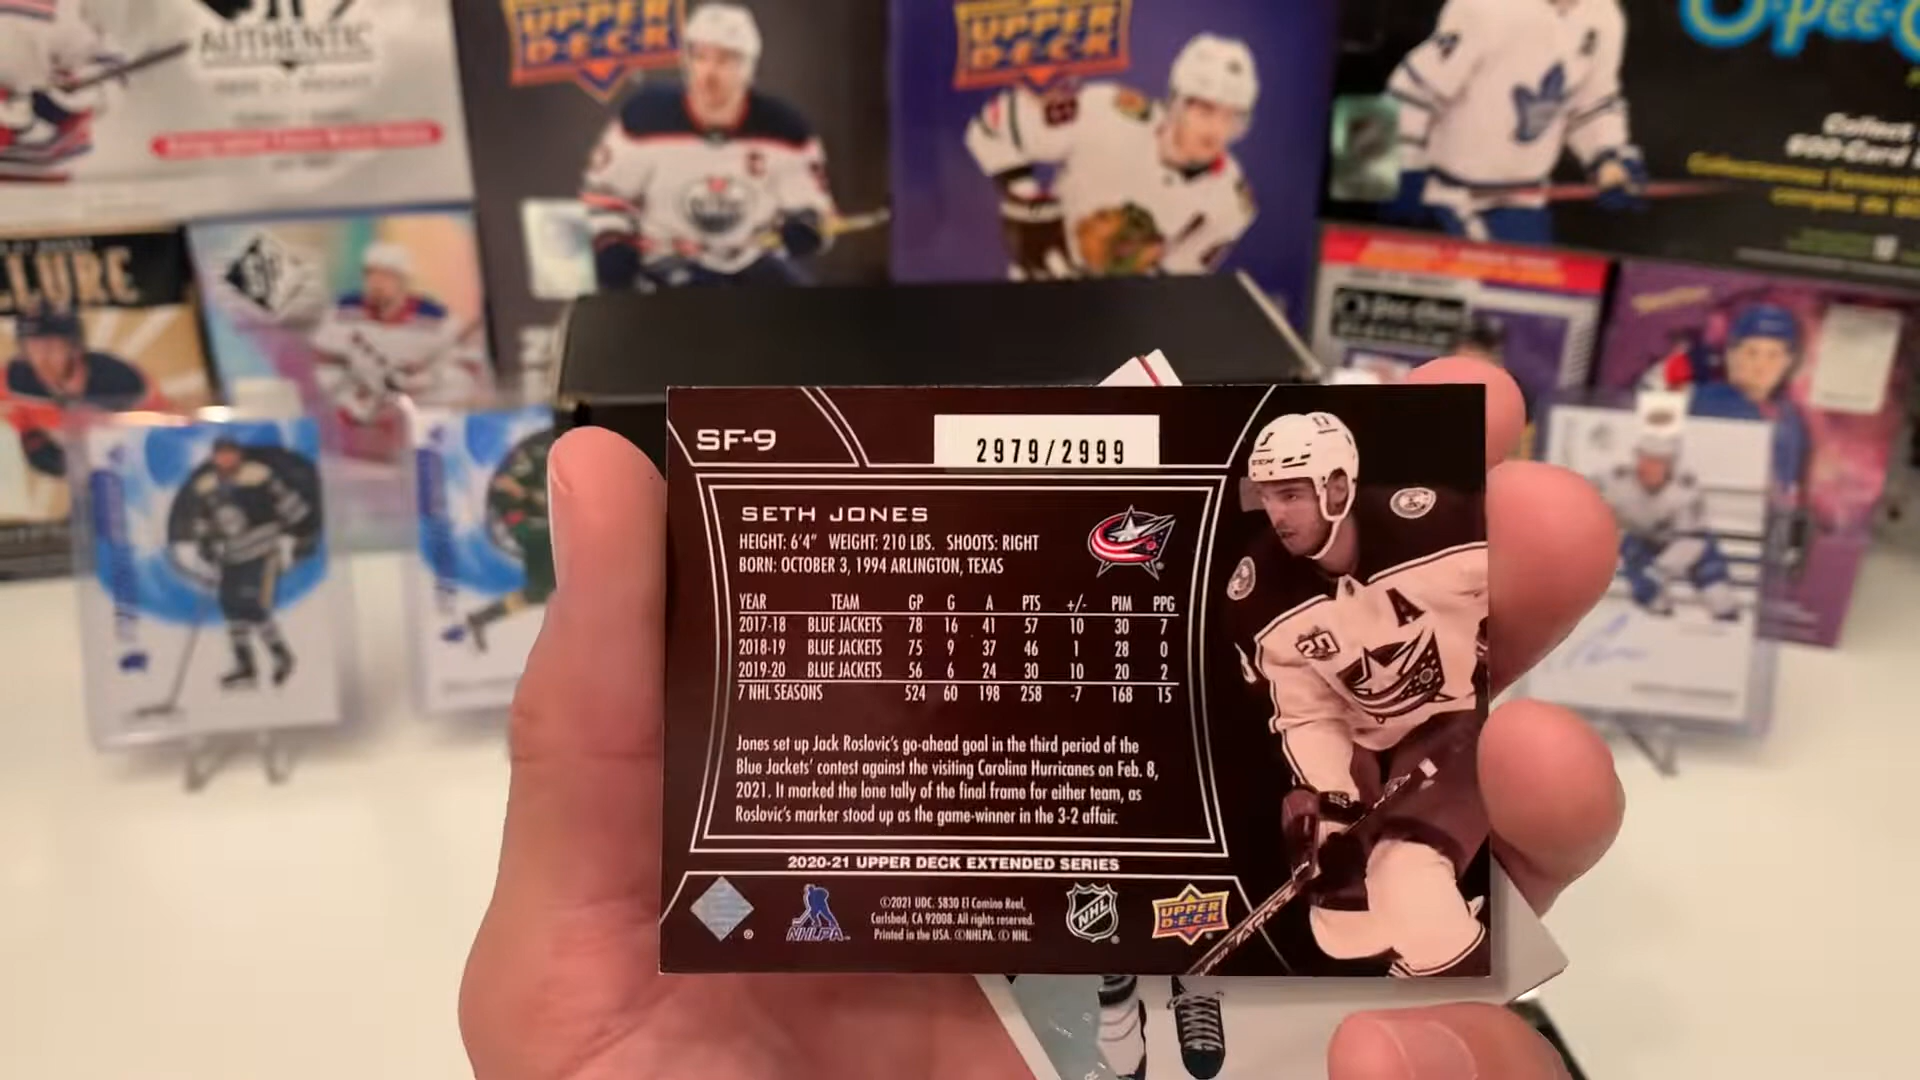 AUTHENTIC
UPPER
D·E·C·K
UPPER
D·E·C·K
O-Pee-C
Collect
600-Card
LLURE
SP
SF-9
2979/2999
SETH JONES
HEIGHT: 6'4" WEIGHT: 210 LBS. SHOOTS: RIGHT
BORN: OCTOBER 3, 1994 ARLINGTON, TEXAS
YEAR TEAM GP G A PTS +/- PIM PPG
2017-18 BLUE JACKETS 78 16 41 57 10 30 7
2018-19 BLUE JACKETS 75 9 37 46 1 28 0
2019-20 BLUE JACKETS 56 6 24 30 10 20 2
7 NHL SEASONS 524 60 198 258 -7 168 15
Jones set up Jack Roslovic's go-ahead goal in the third period of the
Blue Jackets' contest against the visiting Carolina Hurricanes on Feb. 8,
2021. It marked the lone tally of the final frame for either team, as
Roslovic's marker stood up as the game-winner in the 3-2 affair.
2020-21 UPPER DECK EXTENDED SERIES
NHLPA
©2021 UDC. 5830 El Camino Real,
Carlsbad, CA 92008. All rights reserved.
Printed in the USA. ©NHLPA. © NHL.
NHL
UPPER
D·E·C·K